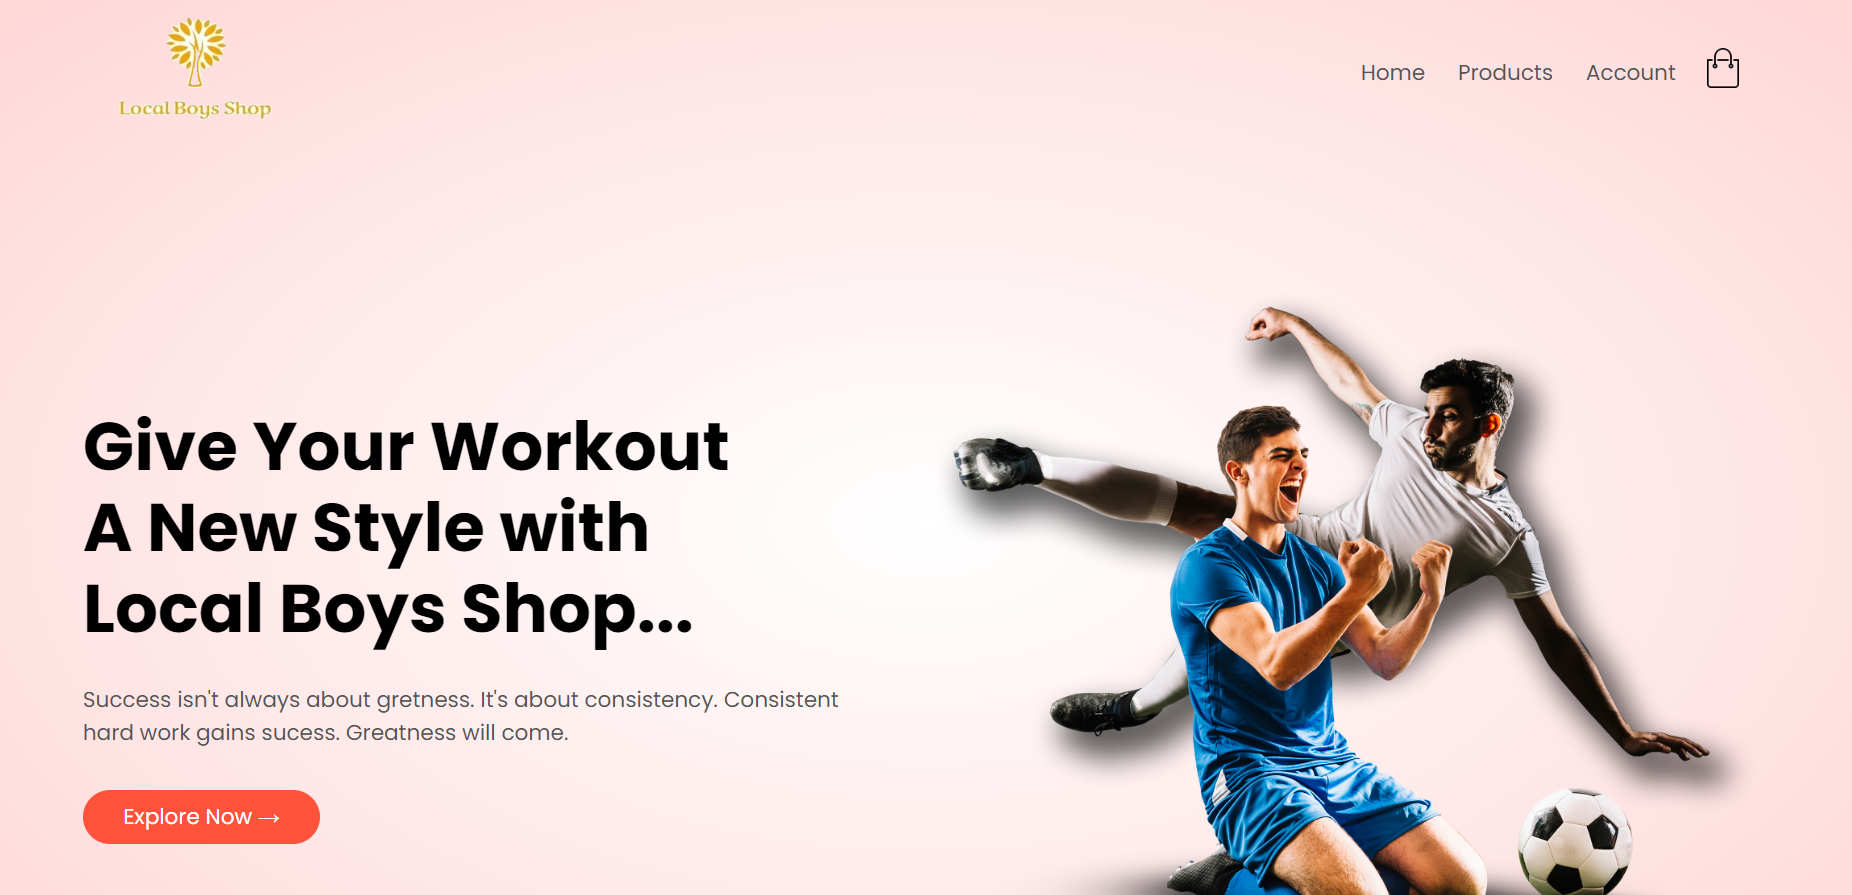 Local Boys Shop
Home Products Account
Give Your Workout
A New Style with
Local Boys Shop...
Success isn't always about gretness. It's about consistency. Consistent
hard work gains sucess. Greatness will come.
Explore Now →